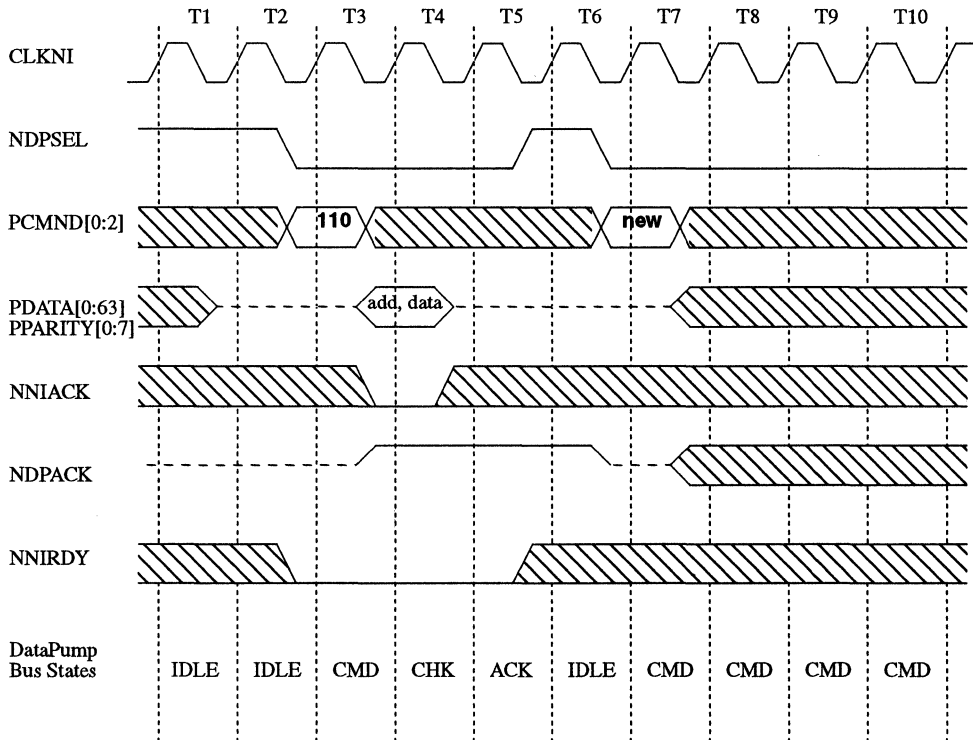 T1 T2 T3 T4 T5 T6 T7 T8 T9 T10
CLKNI
NDPSEL
PCMND[0:2] 110 new
PDATA[0:63] add, data
PPARITY[0:7]
NNIACK
NDPACK
NNIRDY
DataPump
Bus States IDLE IDLE CMD CHK ACK IDLE CMD CMD CMD CMD